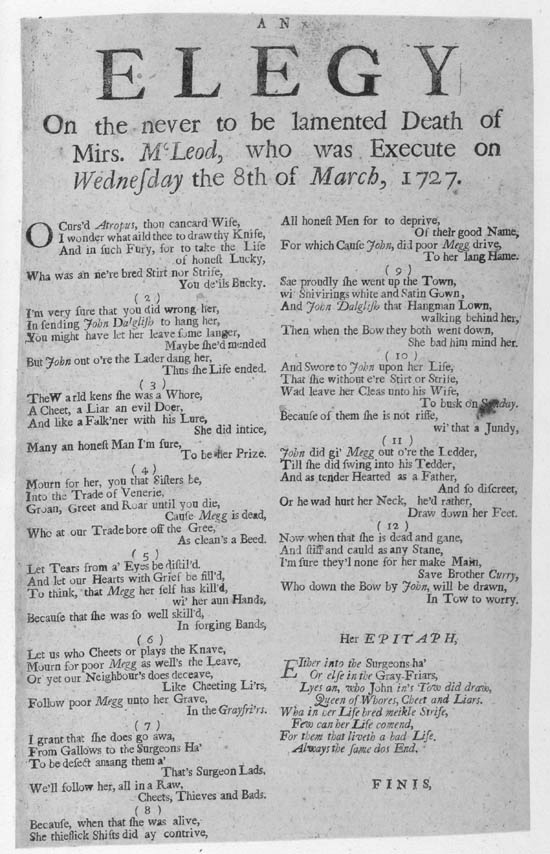 AN
ELEGY
On the never to be lamented Death of
Mirs. McLeod, who was Execute on
Wednesday the 8th of March, 1727.
O Curs'd Atropus, thou cancard Wife,
I wonder what aild thee to draw thy Knife,
And in such Fury, for to take the Life
of honest Lucky,
Wha was an ne're bred Stirt nor Strife,
You de'ils Bucky.
( 2 )
I'm very sure that you did wrong her,
In sending John Dalglish to hang her,
You might have let her leave some langer,
Maybe she'd mended
But John out o're the Lader dang her,
Thus she Life ended.
( 3 )
The Warld kens she was a Whore,
A Cheet, a Liar an evil Doer,
And like a Falk'ner with his Lure,
She did intice,
Many an honest Man I'm sure,
To be her Prize.
( 4 )
Mourn for her, you that Sisters be,
Into the Trade of Venerie,
Groan, Greet and Roar until you die,
Cause Megg is dead,
Who at our Trade bore off the Gree,
As clean's a Beed.
( 5 )
Let Tears from a' Eyes be distil'd.
And let our Hearts with Grief be fill'd,
To think, that Megg her self has kill'd,
wi' her aun Hands,
Because that she was so well skill'd,
In forging Bands,
( 6 )
Let us who Cheets or plays the Knave,
Mourn for poor Megg as well's the Leave,
Or yet our Neighbour's does deceave,
Like Cheeting Li'rs,
Follow poor Megg unto her Grave,
In the Grayfri'rs.
( 7 )
I grant that she does go awa,
From Gallows to the Surgeons Ha'
To be desect amang them a'
That's Surgeon Lads.
We'll follow her, all in a Raw,
Cheets, Thieves and Bads.
( 8 )
Because, when that she was alive,
She thieflick Shifts did ay contrive,
All honest Men for to deprive,
Of their good Name,
For which Cause John, did poor Megg drive,
To her lang Hame.
( 9 )
Sae proudly she went up the Town,
wi' Shivirings white and Satin Gown,
And John Dalglish that Hangman Lown,
walking behind her,
Then when the Bow they both went down,
She bad him mind her.
( 10 )
And Swore to John upon her Life,
That she without e're Stirt or Strife,
Wad leave her Cleas unto his Wife,
To busk on Sunday.
Because of them she is not riffe,
wi' that a Jundy,
( 11 )
John did gi' Megg out o're the Ledder,
Till she did swing into his Tedder,
And as tender Hearted as a Father,
And so discreet,
Or he wad hurt her Neck, he'd rather,
Draw down her Feet.
( 12 )
Now when that she is dead and gane,
And stiff and cauld as any Stane,
I'm sure they'l none for her make Main,
Save Brother Curry,
Who down the Bow by John, will be drawn,
In Tow to worry.
Her EPITAPH,
EIther into the Surgeons ha'
Or else in the Gray-Friars,
Lyes an, who John in's Tow did draw,
Queen of Whores, Cheet and Liars.
Wha in her Life bred meikle Strife,
Few can her Life comend,
For them that liveth a bad Life.
Always the same dos End.
FINIS,